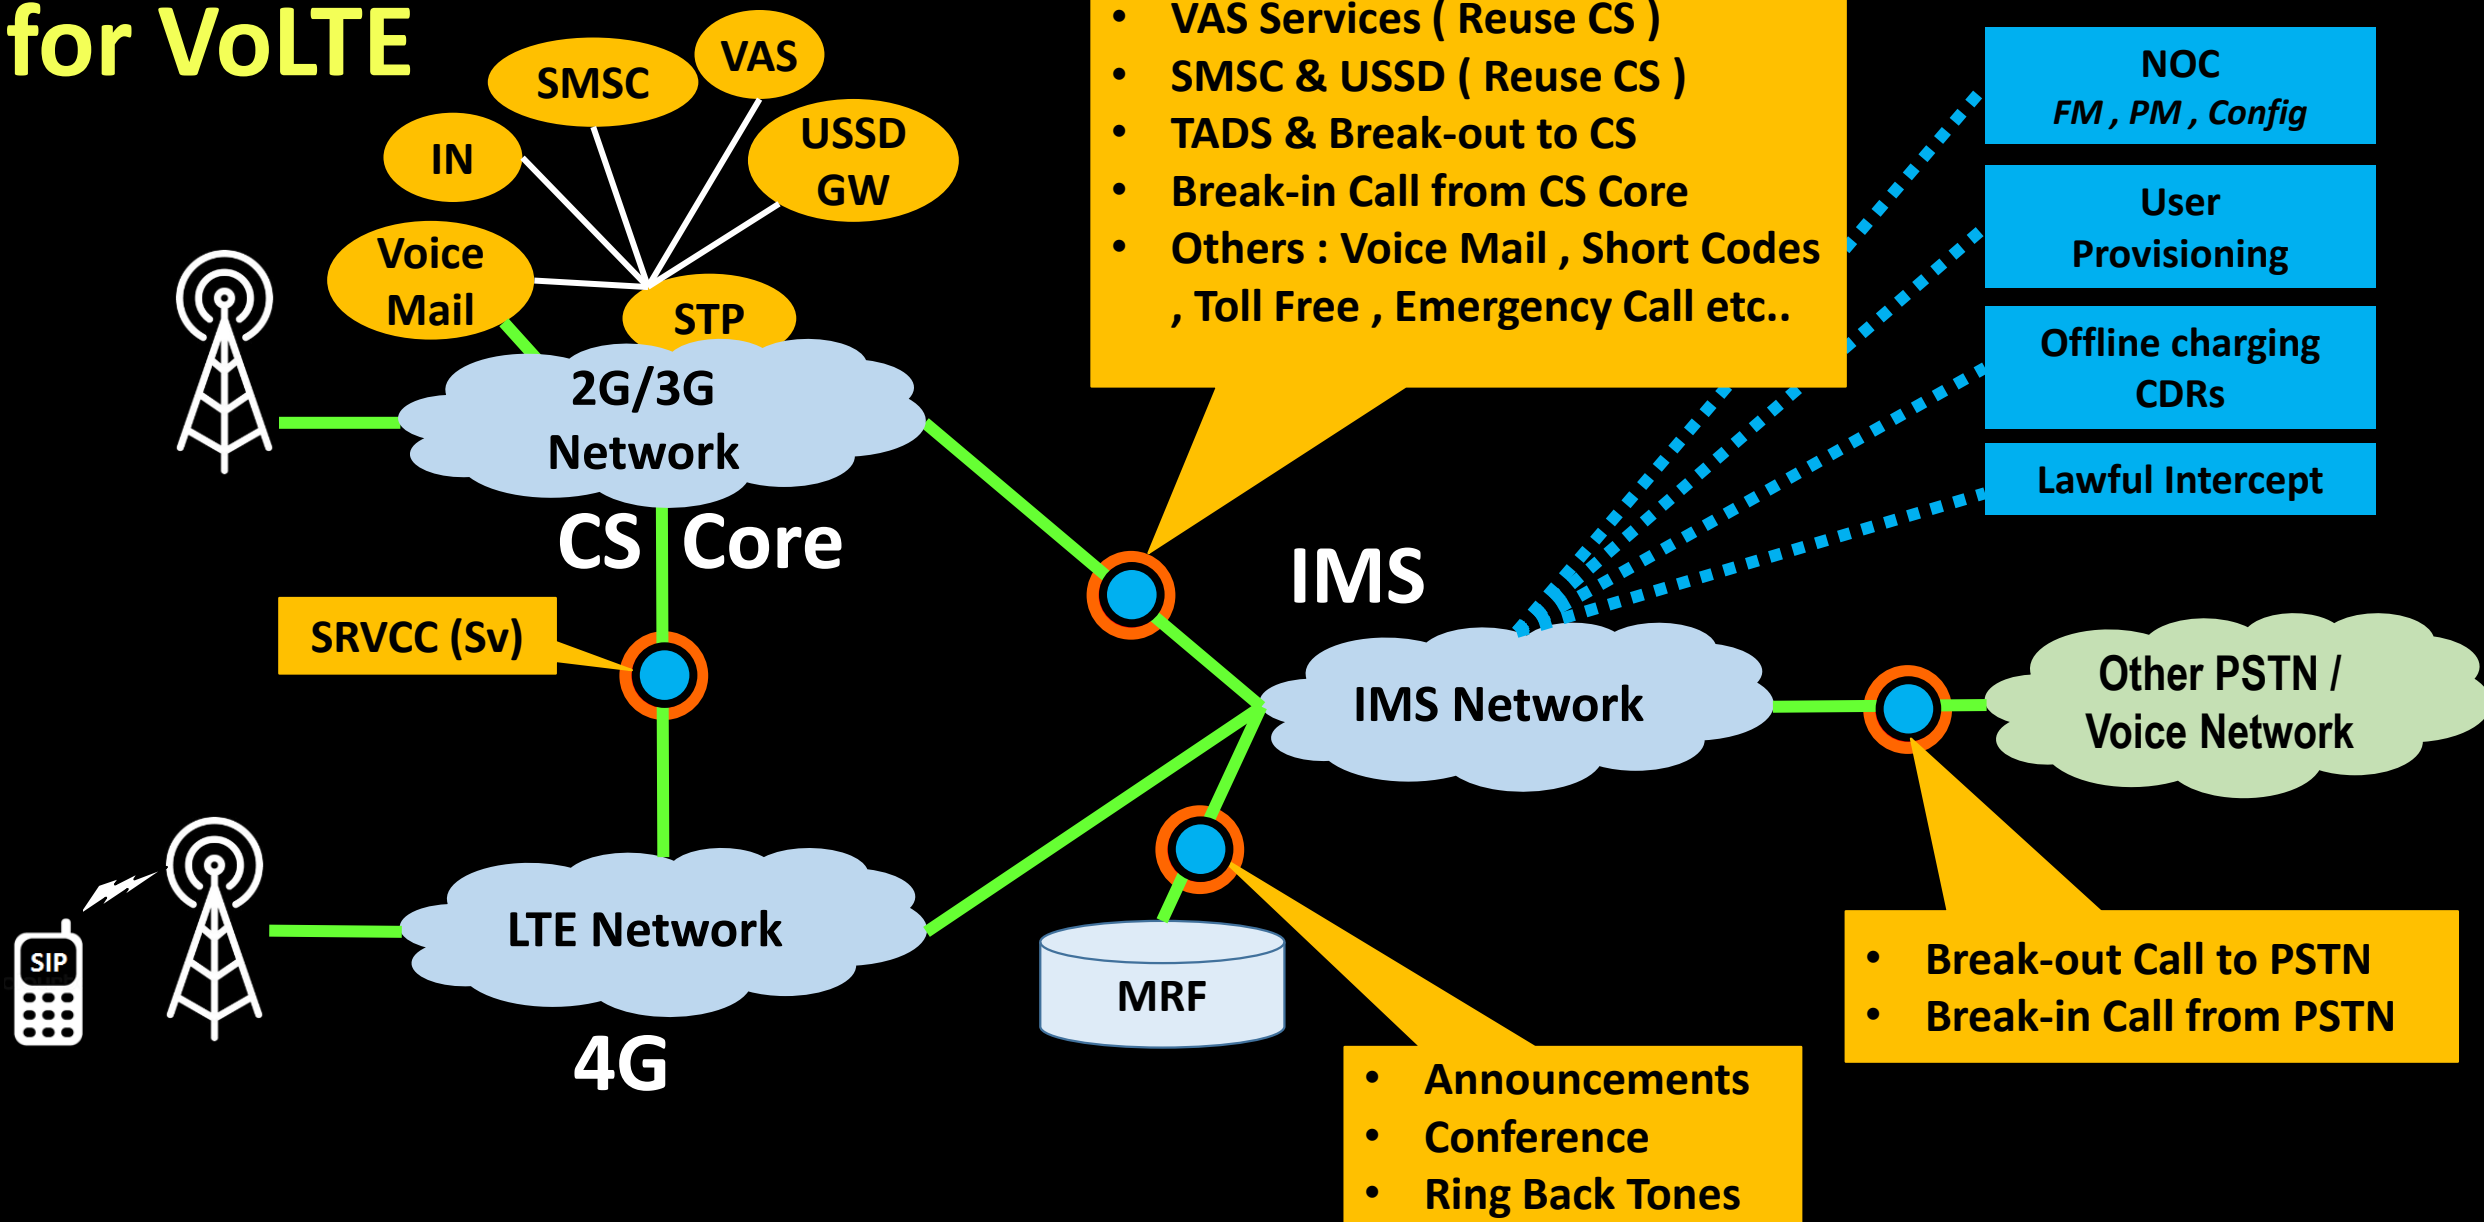 for VoLTE
SMSC
VAS
IN
USSD
GW
Voice
Mail
STP
2G/3G
Network
CS Core
• VAS Services ( Reuse CS )
• SMSC & USSD ( Reuse CS )
• TADS & Break-out to CS
• Break-in Call from CS Core
• Others : Voice Mail , Short Codes
, Toll Free , Emergency Call etc..
NOC
FM , PM , Config
User
Provisioning
Offline charging
CDRs
Lawful Intercept
IMS
SRVCC (Sv)
IMS Network
Other PSTN /
Voice Network
LTE Network
SIP
4G
MRF
• Break-out Call to PSTN
• Break-in Call from PSTN
• Announcements
• Conference
• Ring Back Tones